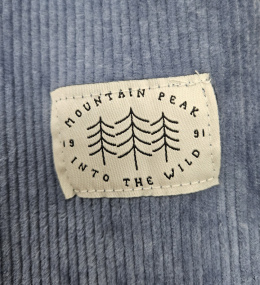 MOUNTAIN PEAK
19 91
INTO THE WILD